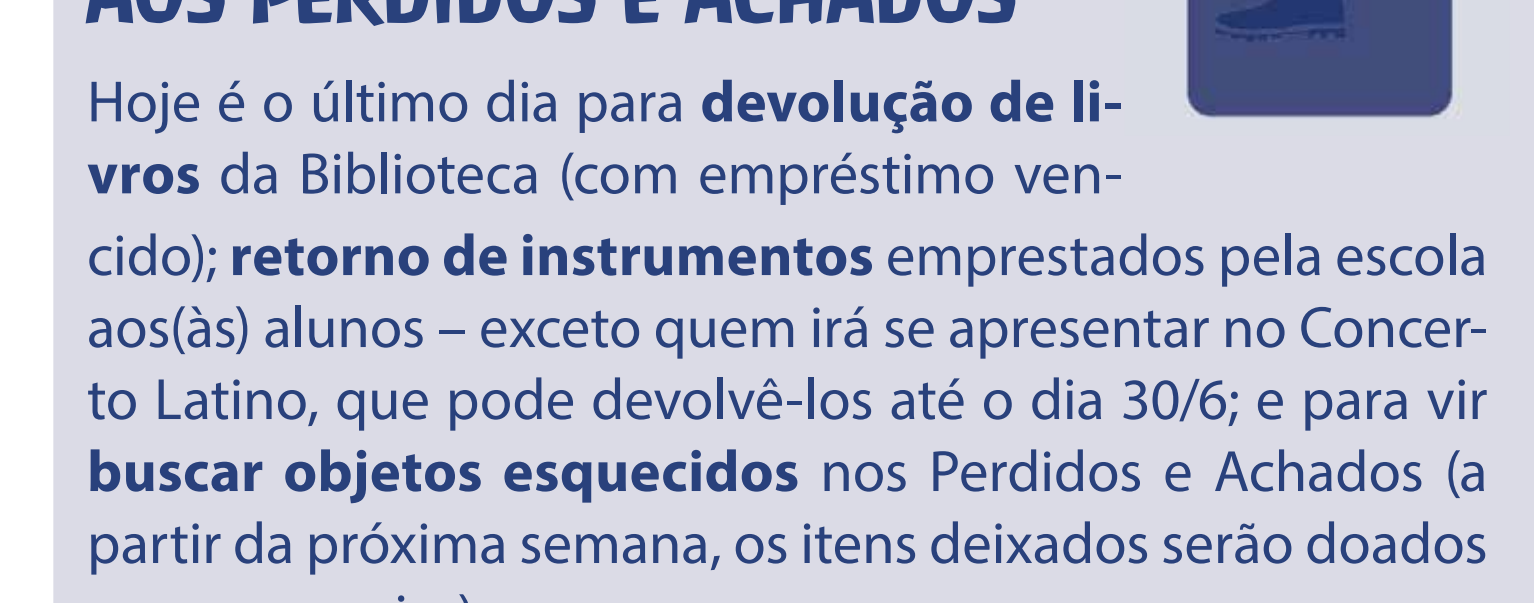 AOS PERDIDOS E ACHADOS
Hoje é o último dia para devolução de li-
vros da Biblioteca (com empréstimo ven-
cido); retorno de instrumentos emprestados pela escola
aos(às) alunos – exceto quem irá se apresentar no Concer-
to Latino, que pode devolvê-los até o dia 30/6; e para vir
buscar objetos esquecidos nos Perdidos e Achados (a
partir da próxima semana, os itens deixados serão doados